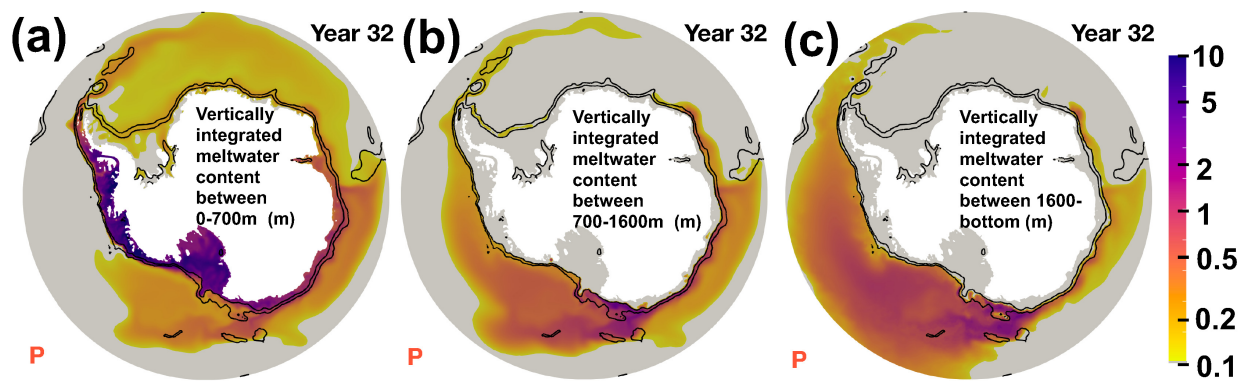 (a)
Year 32
Vertically
integrated
meltwater
content
between
0-700m (m)
P
(b)
Year 32
Vertically
integrated
meltwater
content
between
700-1600m (m)
P
(c)
Year 32
Vertically
integrated
meltwater
content
between 1600-
bottom (m)
P
10
5
2
1
0.5
0.2
0.1